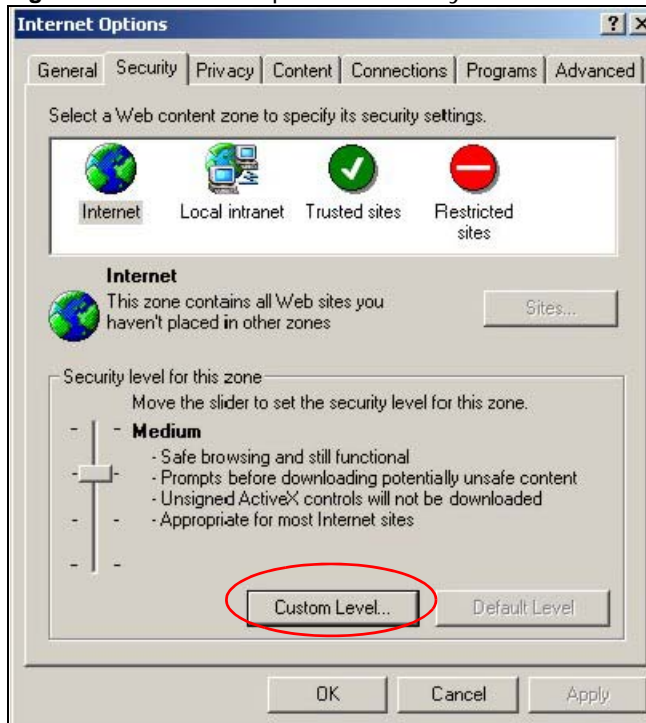 Internet Options
General Security Privacy Content Connections Programs Advanced
Select a Web content zone to specify its security settings.
Internet Local intranet Trusted sites Restricted sites
Internet
This zone contains all Web sites you
haven't placed in other zones
Sites...
Security level for this zone
Move the slider to set the security level for this zone.
Medium
- Safe browsing and still functional
- Prompts before downloading potentially unsafe content
- Unsigned ActiveX controls will not be downloaded
- Appropriate for most Internet sites
Custom Level... Default Level
OK Cancel Apply